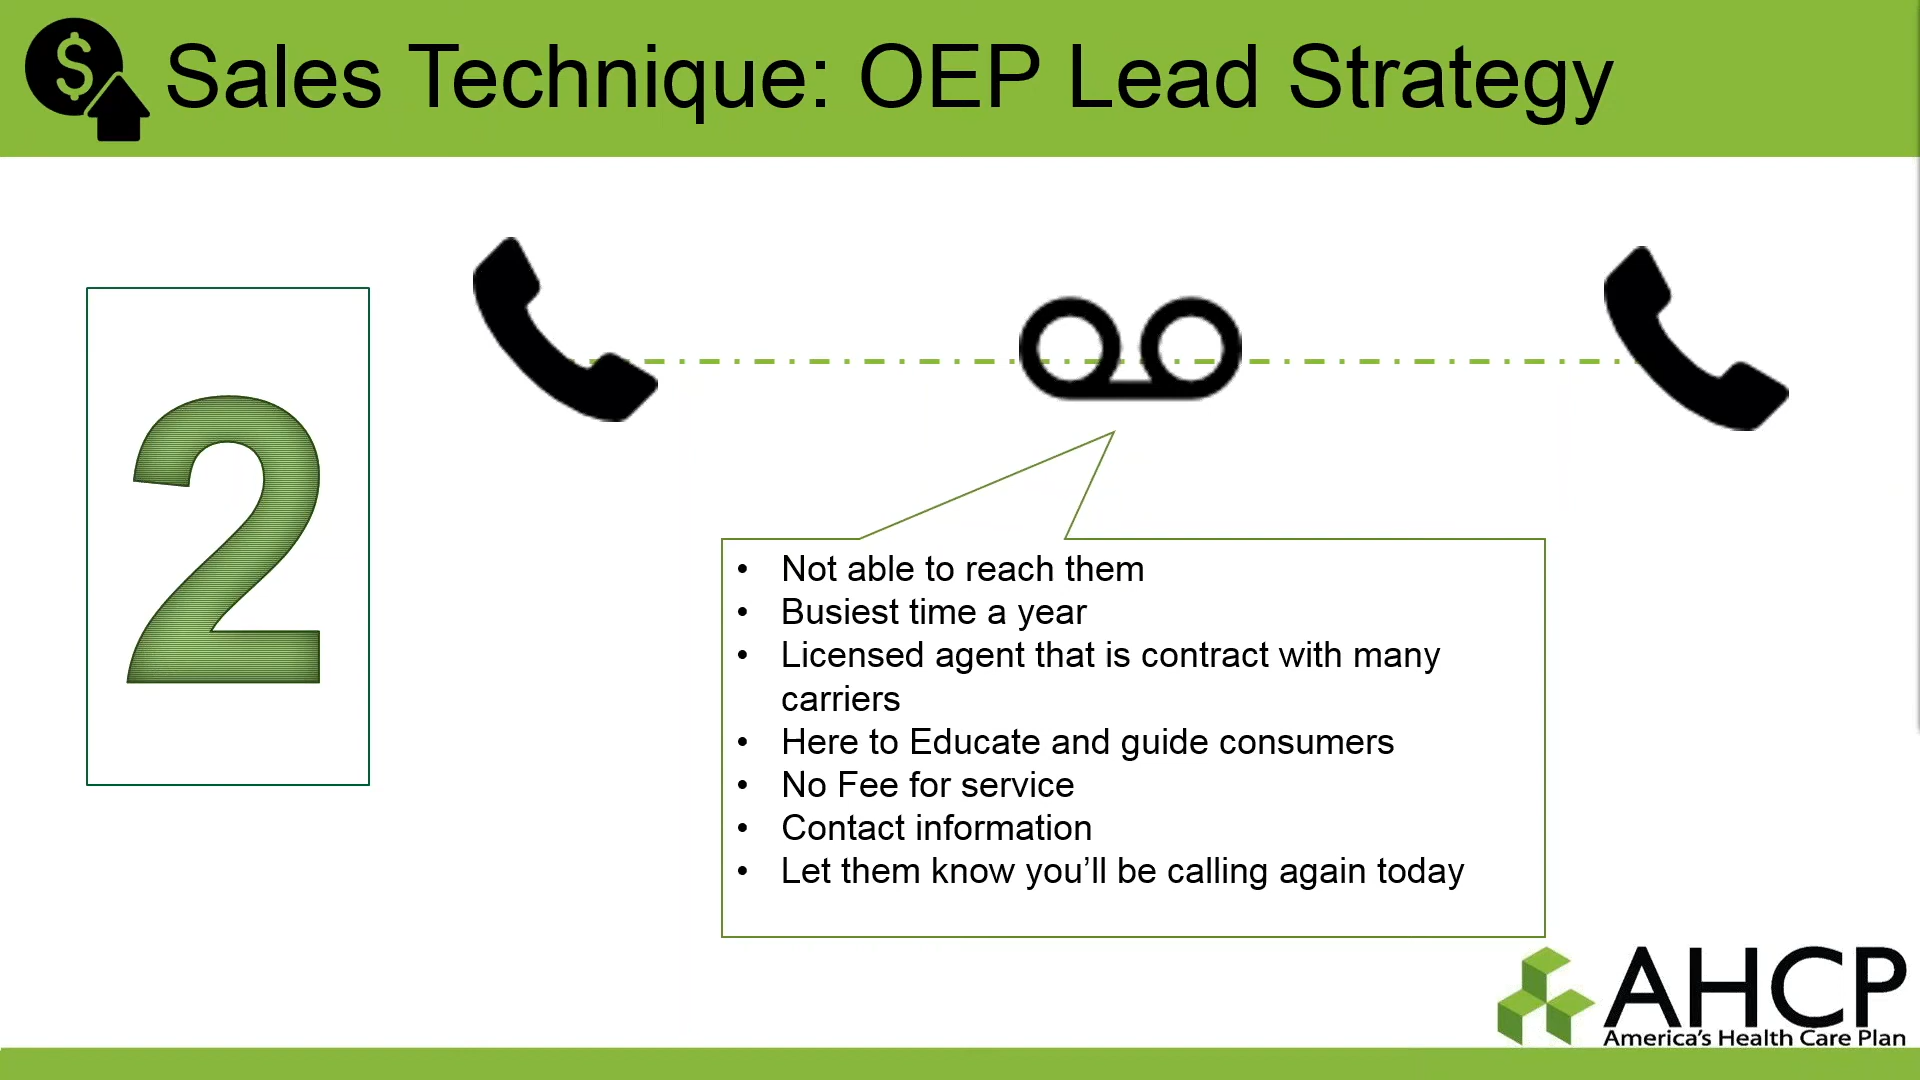 $
Sales Technique: OEP Lead Strategy
2
• Not able to reach them
• Busiest time a year
• Licensed agent that is contract with many
carriers
• Here to Educate and guide consumers
• No Fee for service
• Contact information
• Let them know you’ll be calling again today
AHCP
America’s Health Care Plan